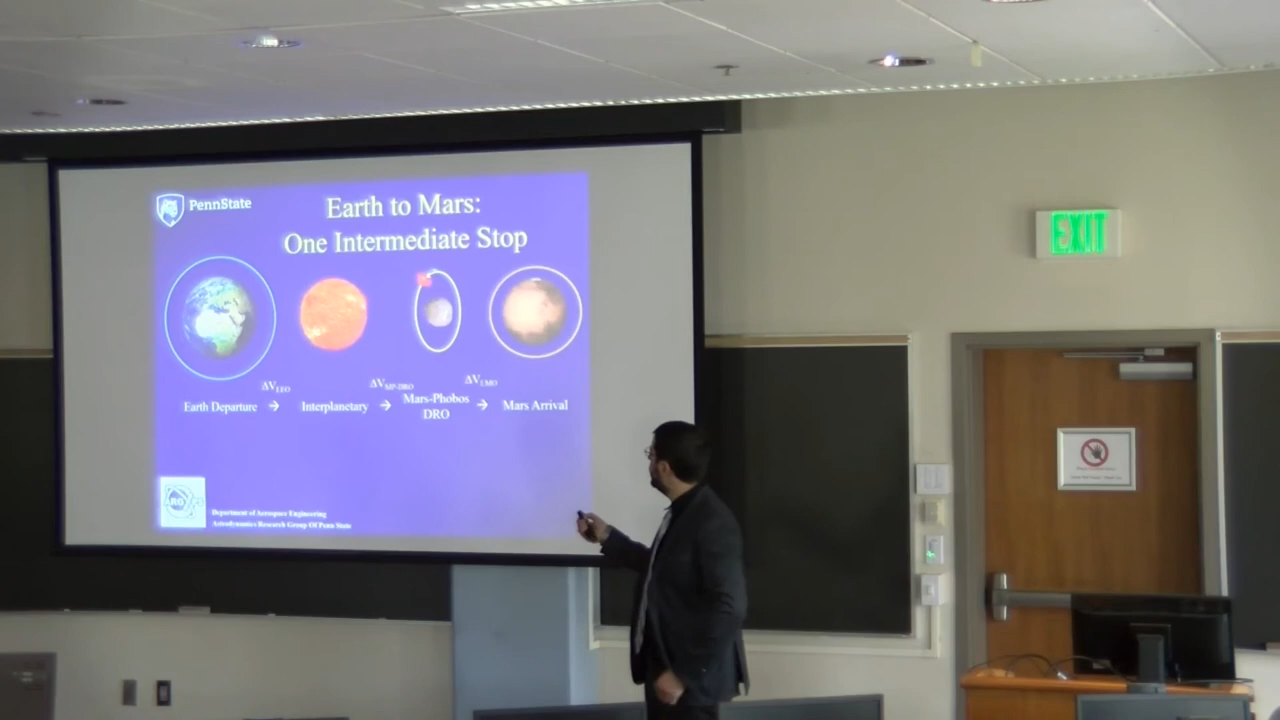 PennState
Earth to Mars:
One Intermediate Stop
ΔV_LEO
ΔV_MP-DRO
ΔV_LMO
Earth Departure → Interplanetary → Mars-Phobos DRO → Mars Arrival
Department of Aerospace Engineering
Astrodynamics Research Group Of Penn State
EXIT